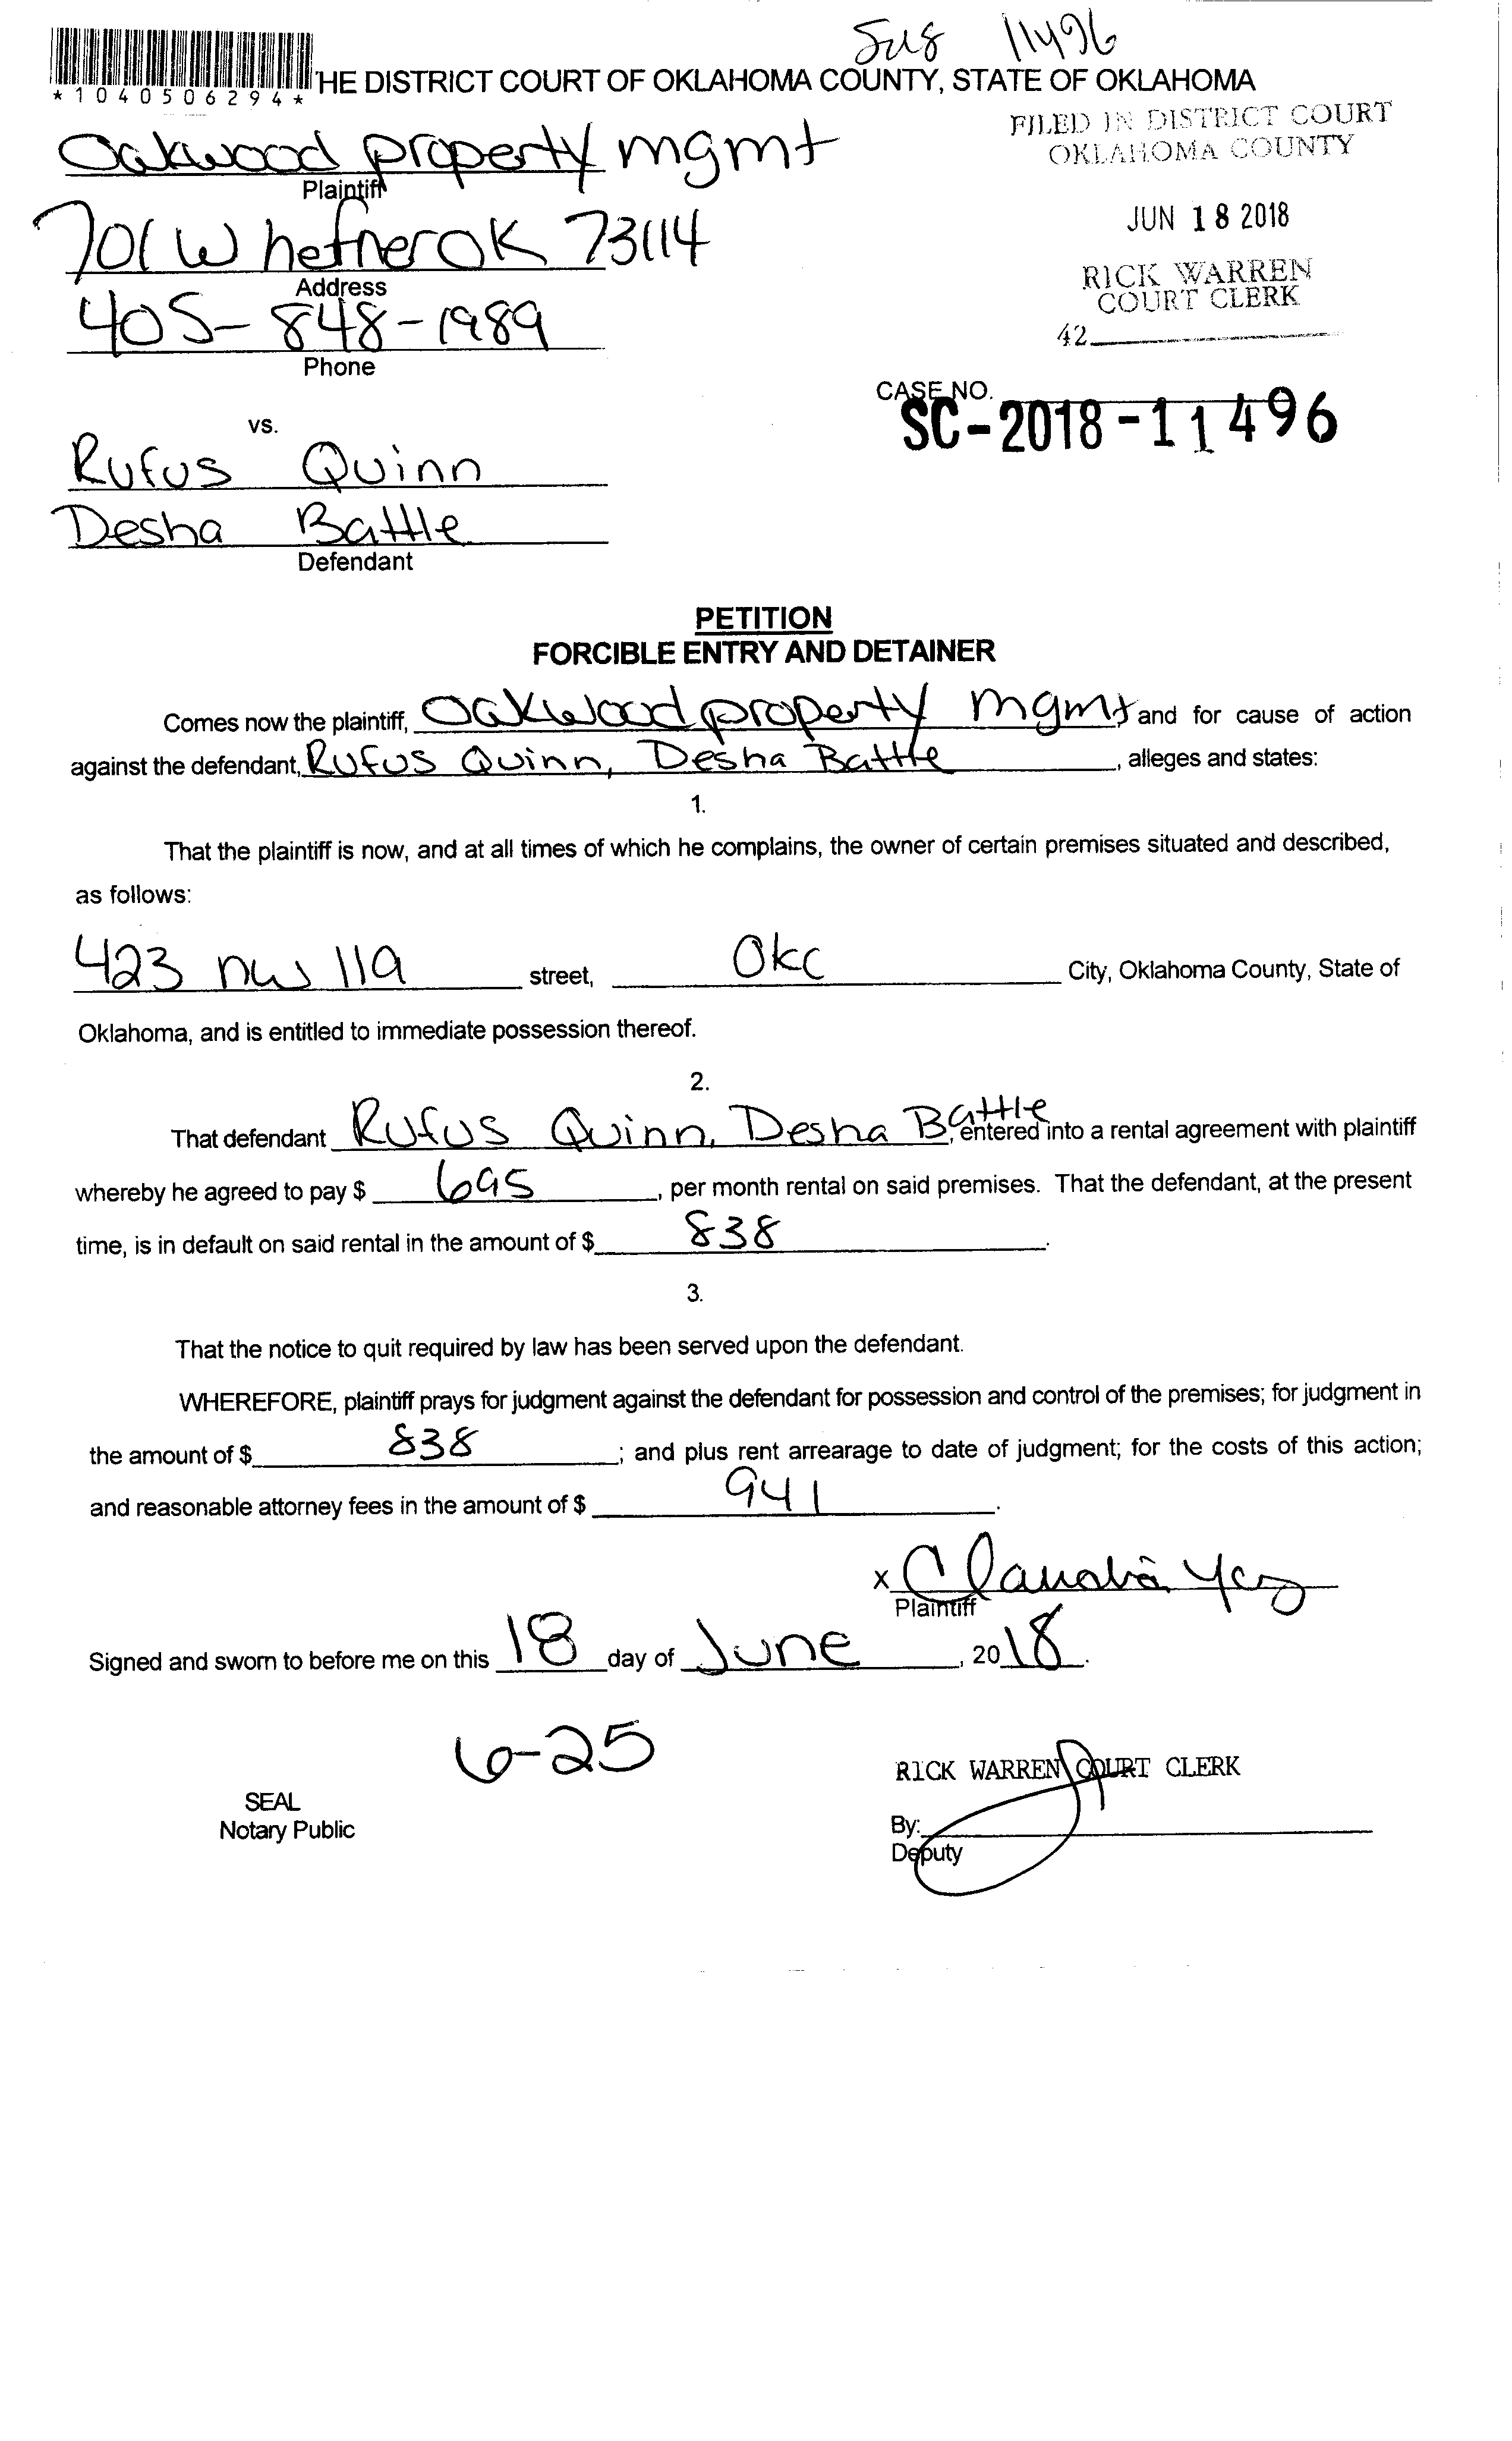 11496
*1040506294*
HE DISTRICT COURT OF OKLAHOMA COUNTY, STATE OF OKLAHOMA
FILED IN DISTRICT COURT
OKLAHOMA COUNTY
Oakwood property mgmt
Plaintiff
JUN 18 2018
701 W hefner OK 73114
Address
RICK WARREN
COURT CLERK
405-848-1989
42
Phone
CASE NO.
SC-2018-11496
vs.
Rufus Quinn
Desha Battle
Defendant
PETITION
FORCIBLE ENTRY AND DETAINER
Comes now the plaintiff, Oakwood property mgmt and for cause of action
against the defendant, Rufus Quinn, Desha Battle, alleges and states:
1.
That the plaintiff is now, and at all times of which he complains, the owner of certain premises situated and described,
as follows:
423 nw 119 street, Okc City, Oklahoma County, State of
Oklahoma, and is entitled to immediate possession thereof.
2.
That defendant Rufus Quinn, Desha Battle, entered into a rental agreement with plaintiff
whereby he agreed to pay $ 695, per month rental on said premises. That the defendant, at the present
time, is in default on said rental in the amount of $ 838.
3.
That the notice to quit required by law has been served upon the defendant.
WHEREFORE, plaintiff prays for judgment against the defendant for possession and control of the premises; for judgment in
the amount of $ 838; and plus rent arrearage to date of judgment; for the costs of this action;
and reasonable attorney fees in the amount of $ 941.
x Claudia
Plaintiff
Signed and sworn to before me on this 18 day of June, 2018.
6-25
RICK WARREN COURT CLERK
SEAL
Notary Public
By:
Deputy